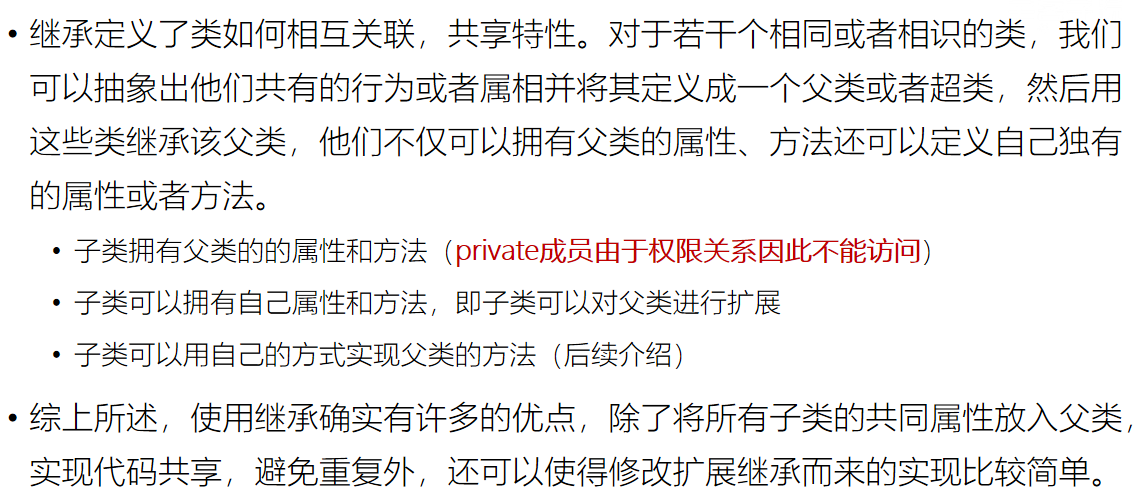 • 继承定义了类如何相互关联，共享特性。对于若干个相同或者相识的类，我们
可以抽象出他们共有的行为或者属相并将其定义成一个父类或者超类，然后用
这些类继承该父类，他们不仅可以拥有父类的属性、方法还可以定义自己独有
的属性或者方法。
• 子类拥有父类的的属性和方法（private成员由于权限关系因此不能访问）
• 子类可以拥有自己属性和方法，即子类可以对父类进行扩展
• 子类可以用自己的方式实现父类的方法（后续介绍）
• 综上所述，使用继承确实有许多的优点，除了将所有子类的共同属性放入父类，
实现代码共享，避免重复外，还可以使得修改扩展继承而来的实现比较简单。